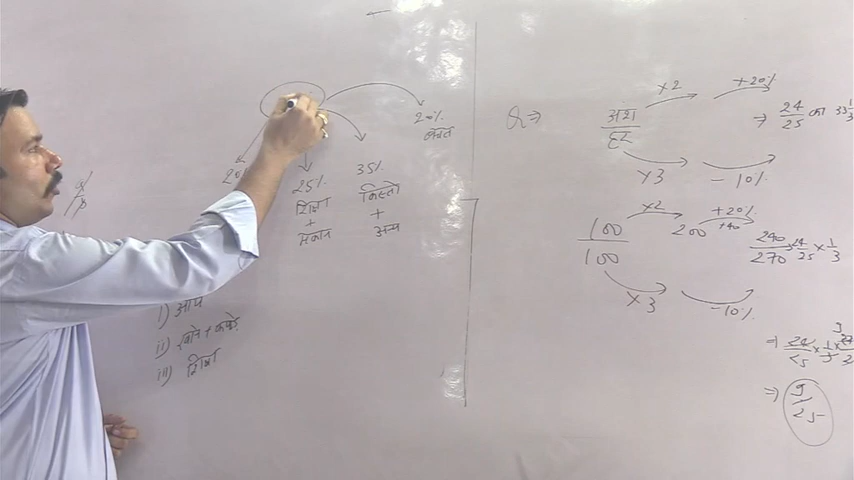 20%
25%
शिक्षा
+
मकान
35%
किस्तो
+
अन्य
20%
बचत
i) आय
ii) खाने + कपड़े
iii) शिक्षा
Q ⇒ अंश/हर
×2
+20%
×3
-10%
⇒ 24/25 का 33 1/3
100/100
×2
200
+20%
+40
×3
-10%
240/270
24/25 × 1/3
⇒ 24/25 × 1/3 ×
⇒ 9/25